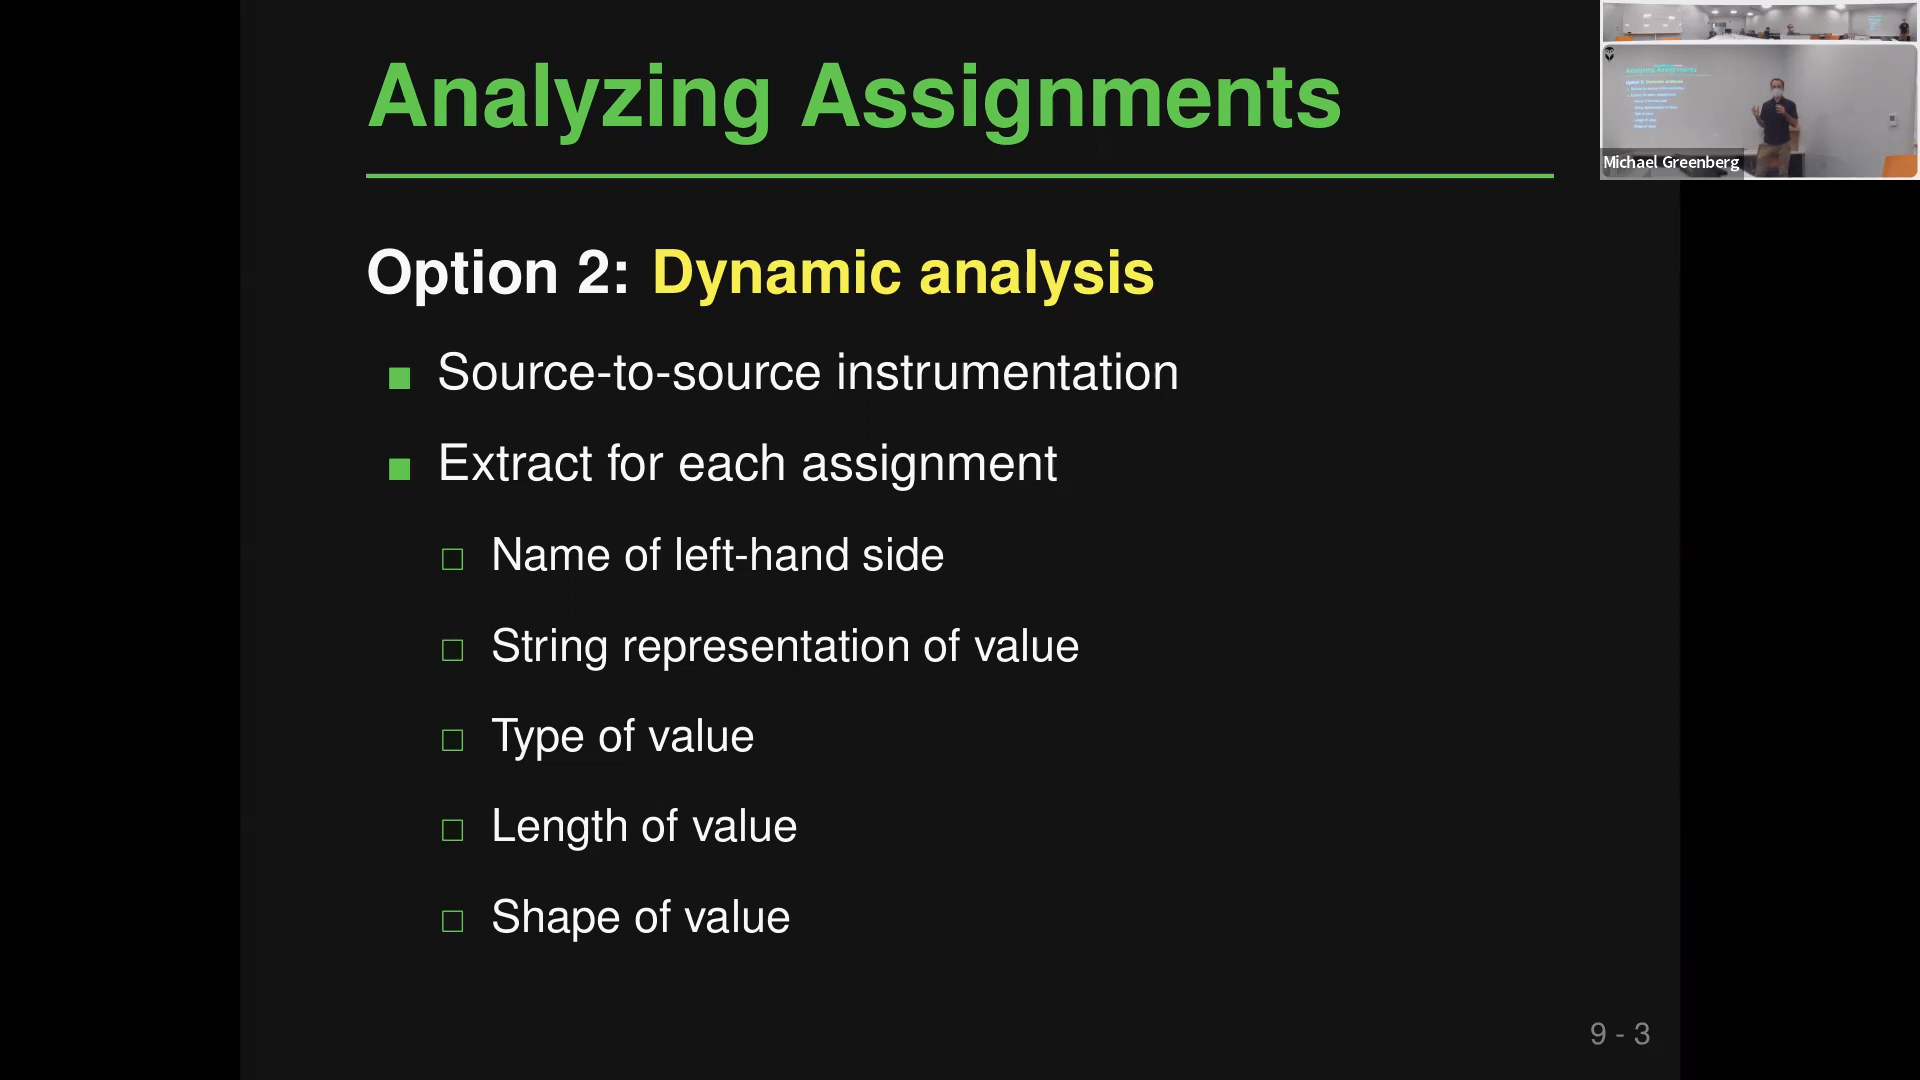 Analyzing Assignments
Michael Greenberg
Option 2: Dynamic analysis
Source-to-source instrumentation
Extract for each assignment
Name of left-hand side
String representation of value
Type of value
Length of value
Shape of value
9 - 3